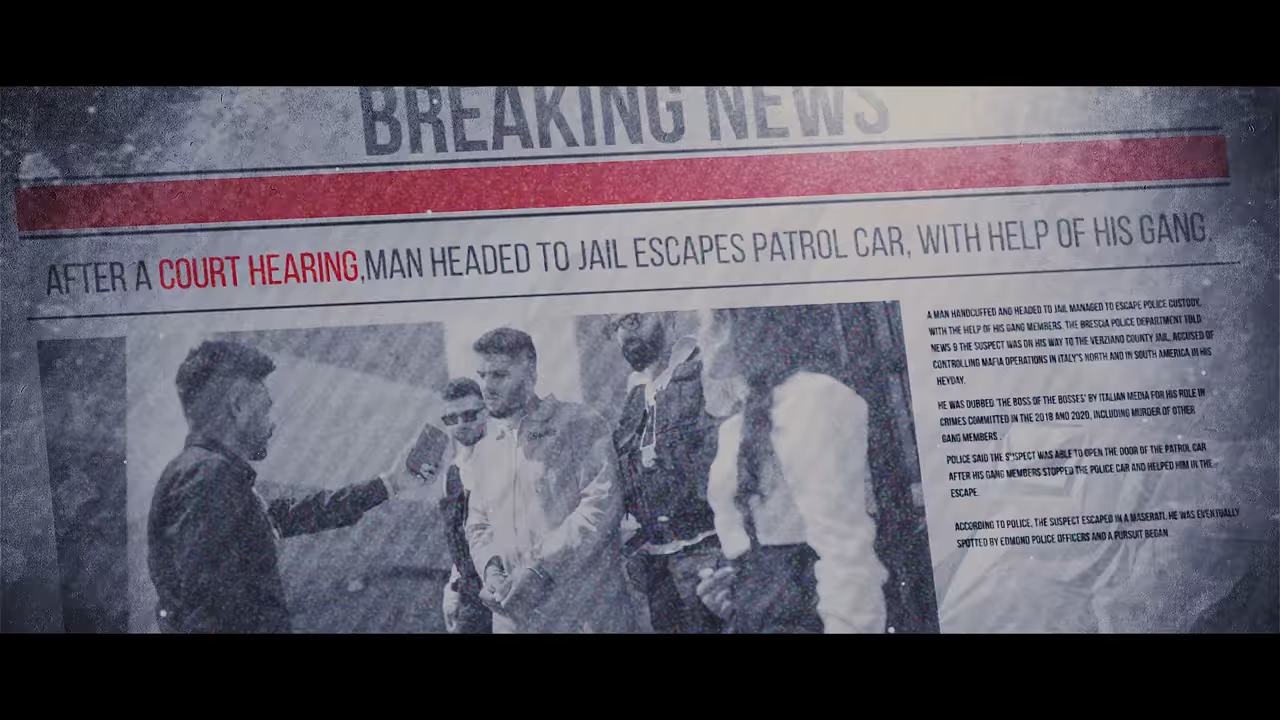 BREAKING NEWS
AFTER A COURT HEARING,MAN HEADED TO JAIL ESCAPES PATROL CAR, WITH HELP OF HIS GANG.
A MAN HANDCUFFED AND HEADED TO JAIL MANAGED TO ESCAPE POLICE CUSTODY,
WITH THE HELP OF HIS GANG MEMBERS. THE BRESCIA POLICE DEPARTMENT TOLD
NEWS 9 THE SUSPECT WAS ON HIS WAY TO THE VERZIANO COUNTY JAIL, ACCUSED OF
CONTROLLING MAFIA OPERATIONS IN ITALY'S NORTH AND IN SOUTH AMERICA IN HIS
HEYDAY.
HE WAS DUBBED 'THE BOSS OF THE BOSSES' BY ITALIAN MEDIA FOR HIS ROLE IN
CRIMES COMMITTED IN THE 2018 AND 2020, INCLUDING MURDER OF OTHER
GANG MEMBERS .
POLICE SAID THE SUSPECT WAS ABLE TO OPEN THE DOOR OF THE PATROL CAR
AFTER HIS GANG MEMBERS STOPPED THE POLICE CAR AND HELPED HIM IN THE
ESCAPE.
ACCORDING TO POLICE, THE SUSPECT ESCAPED IN A MASERATI. HE WAS EVENTUALLY
SPOTTED BY EDMOND POLICE OFFICERS AND A PURSUIT BEGAN.